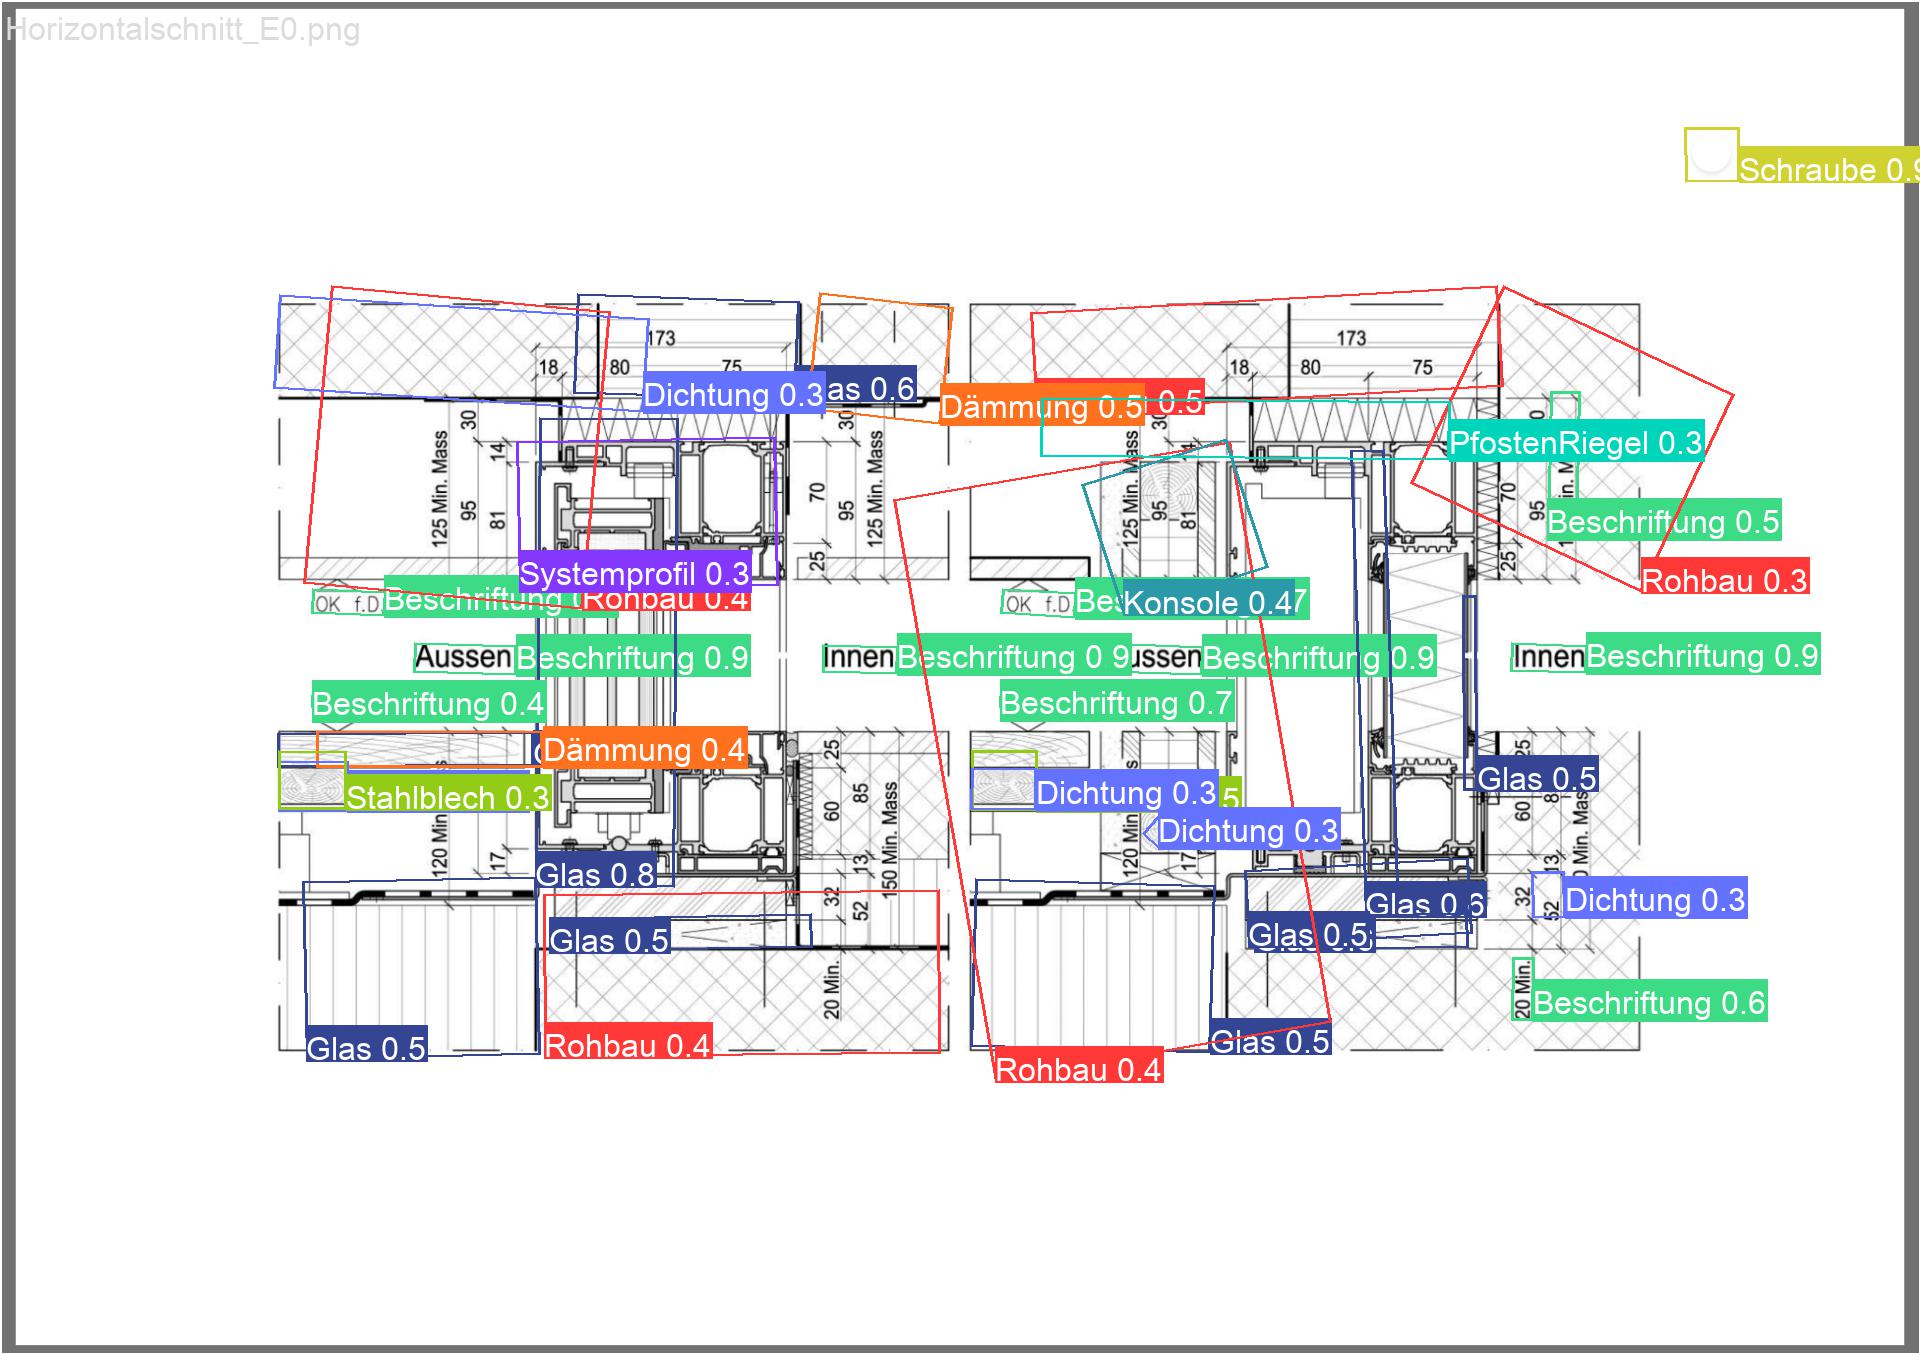 Horizontalschnitt_E0.png
Schraube 0.9
173
18
80
75
Dichtung 0.3
as 0.6
Dämmung 0.5
0.5
173
18
80
75
PfostenRiegel 0.3
30
14
125 Min. Mass
95
81
30
70
95
125 Min. Mass
25
30
125 Min. Mass
95
81
70
95
25
Beschriftung 0.5
Systemprofil 0.3
Rohbau 0.3
OK f.D
Beschriftung
Rohbau 0.4
OK f.D
Konsole 0.4
7
Aussen
Beschriftung 0.9
Innen
Beschriftung 0.9
ussen
Beschriftung 0.9
Innen
Beschriftung 0.9
Beschriftung 0.4
Beschriftung 0.7
Dämmung 0.4
25
25
Glas 0.5
Stahlblech 0.3
Dichtung 0.3
5
60
85
150 Min. Mass
60
120 Min
17
13
120 Min
17
Dichtung 0.3
13
Glas 0.8
32
52
32
52
Glas 0.6
Dichtung 0.3
Glas 0.5
Glas 0.5
20 Min.
20 Min.
Beschriftung 0.6
Glas 0.5
Rohbau 0.4
Glas 0.5
Rohbau 0.4